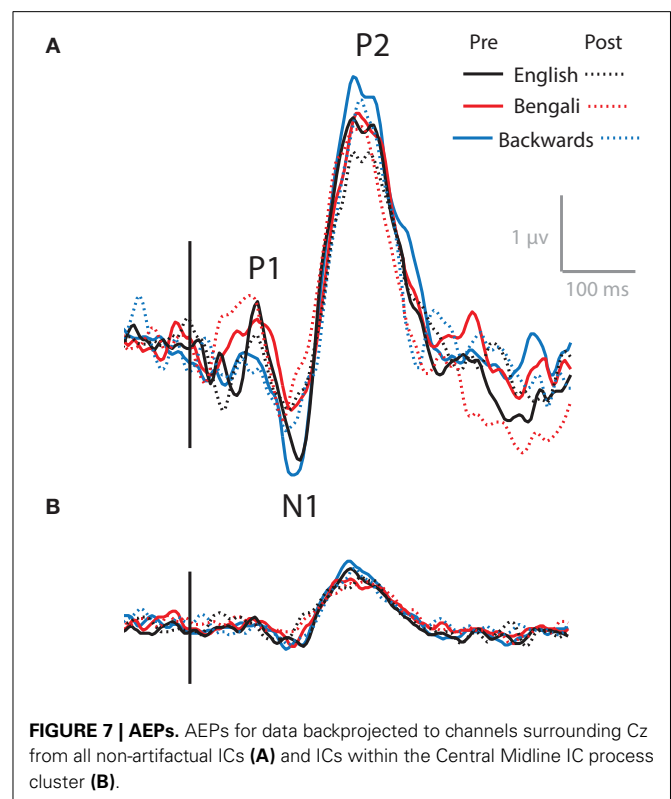 A
P2
Pre Post
English
Bengali
Backwards
P1
1 μv
100 ms
N1
B
FIGURE 7 | AEPs. AEPs for data backprojected to channels surrounding Cz
from all non-artifactual ICs (A) and ICs within the Central Midline IC process
cluster (B).